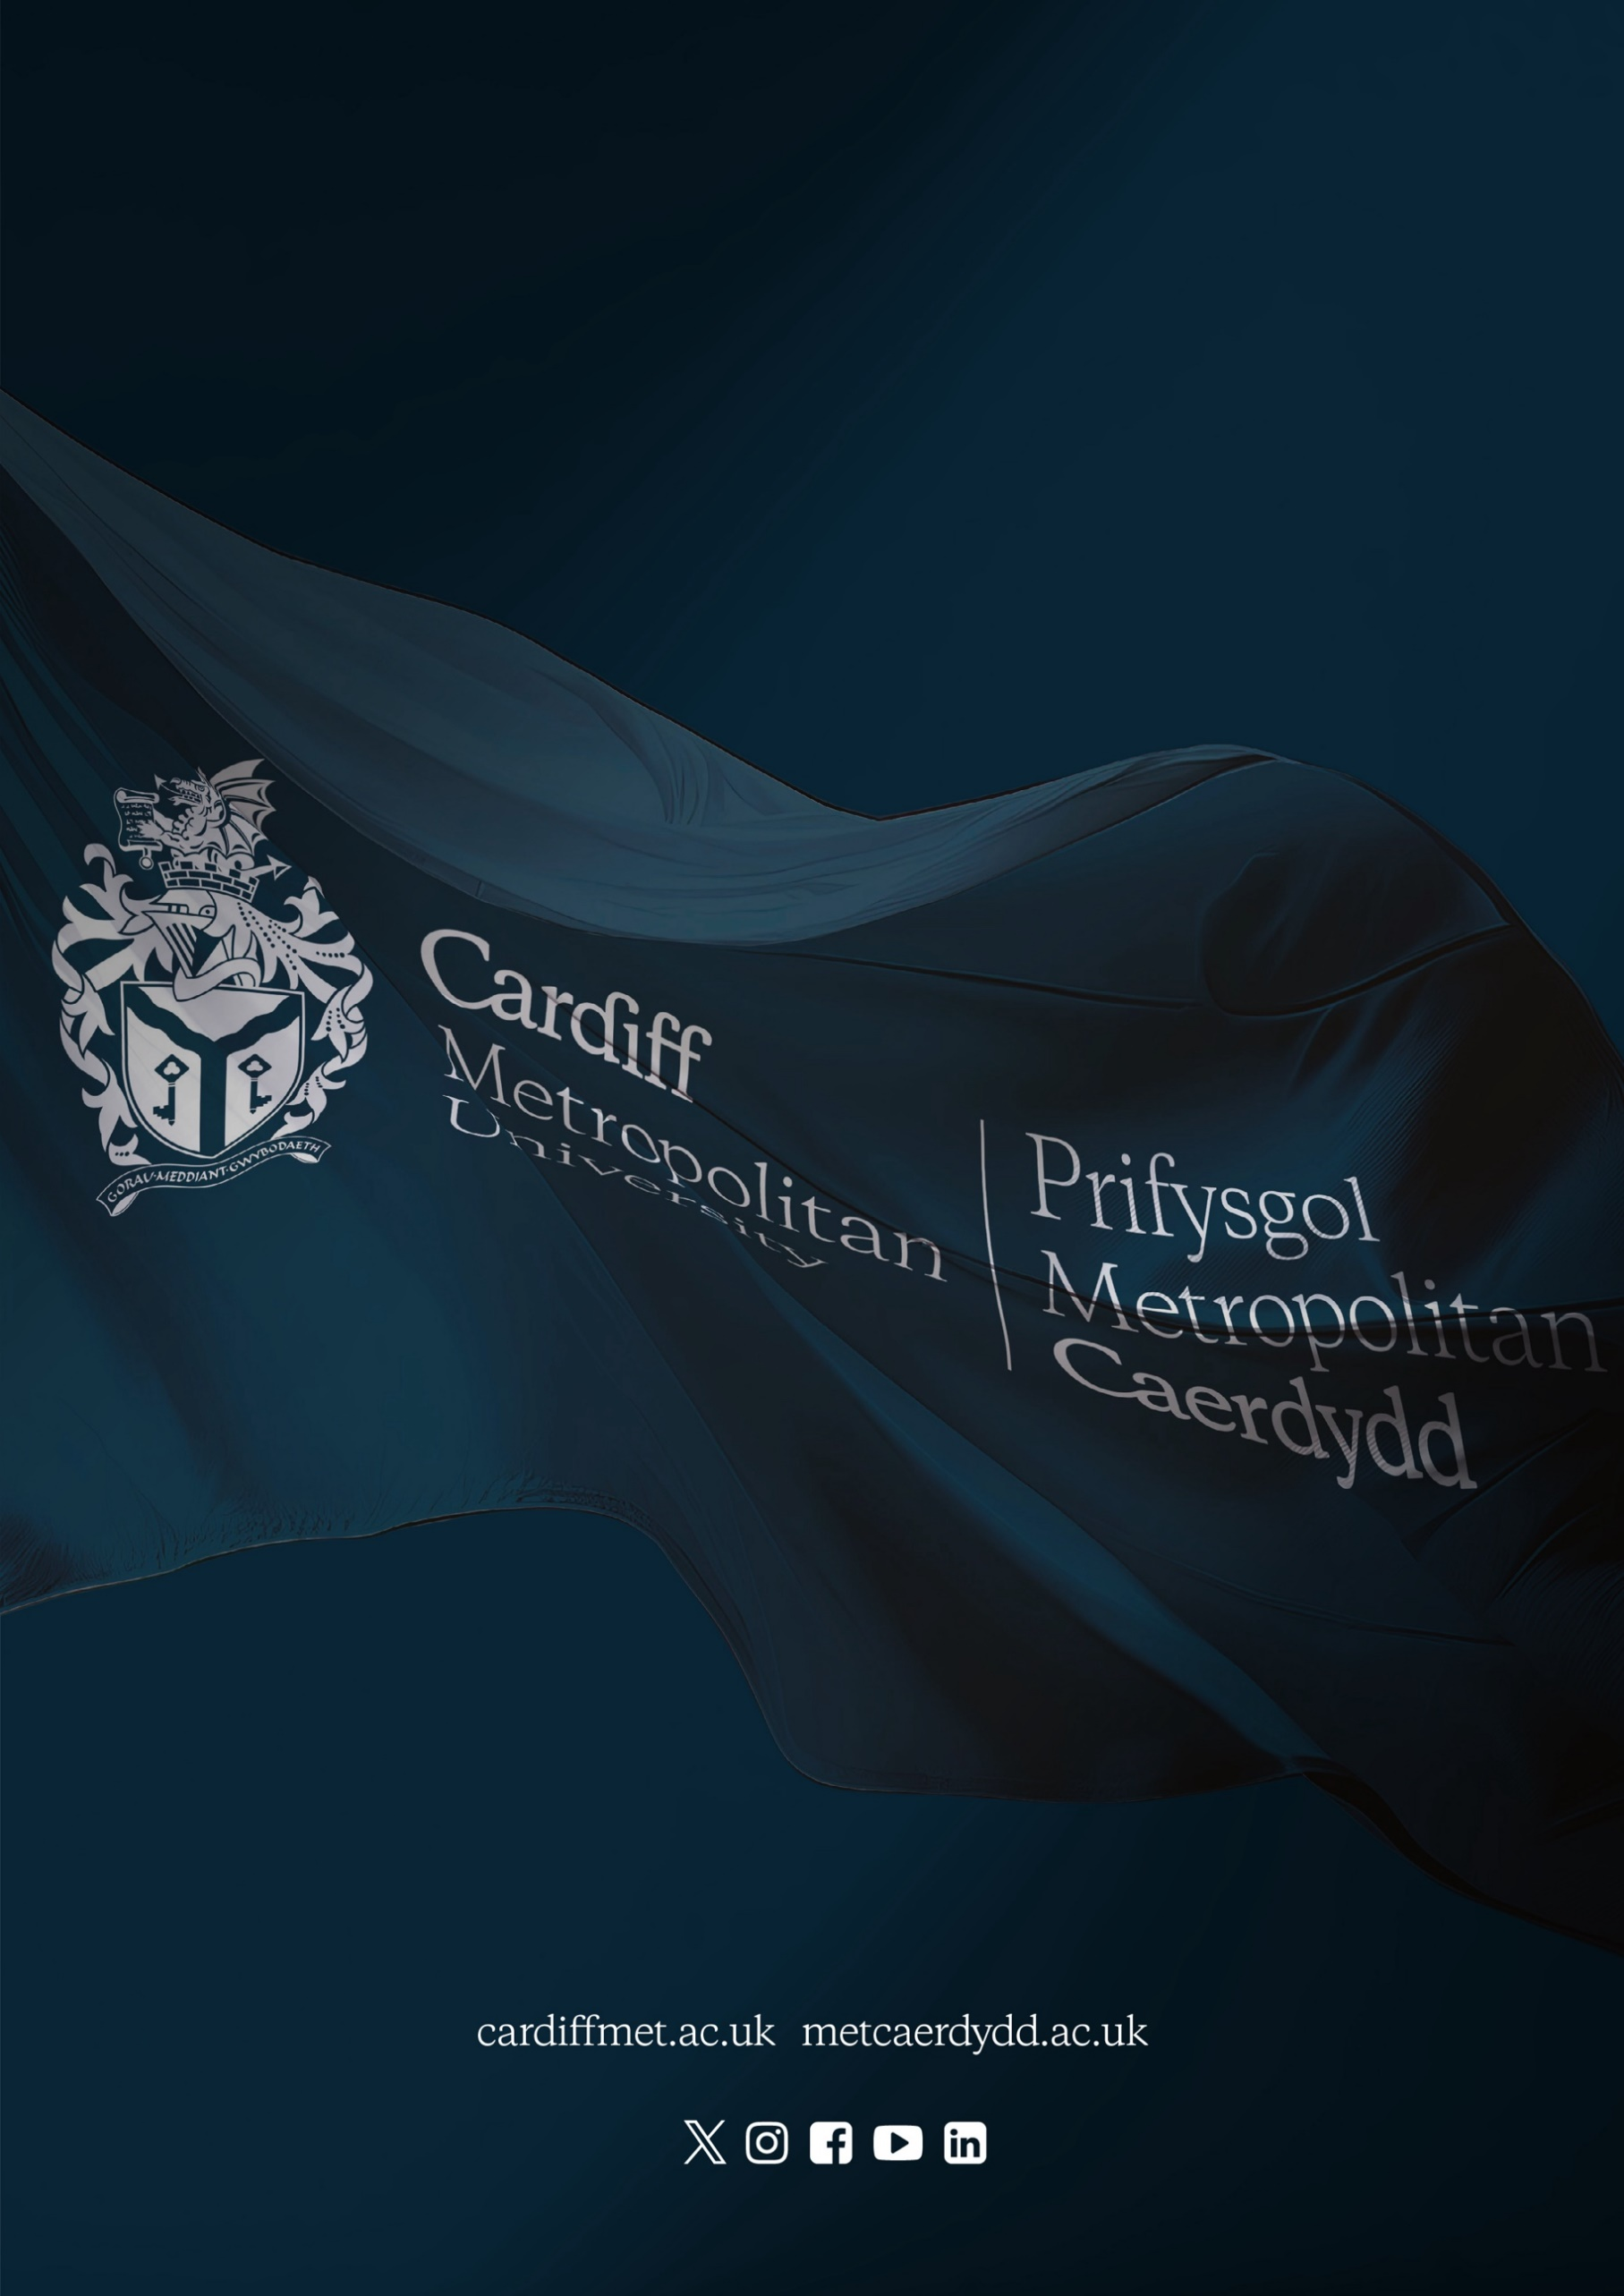 GORAU·MEDDIANT·GWYBODAETH
Cardiff
Metropolitan
University
Prifysgol
Metropolitan
Caerdydd
cardiffmet.ac.uk metcaerdydd.ac.uk